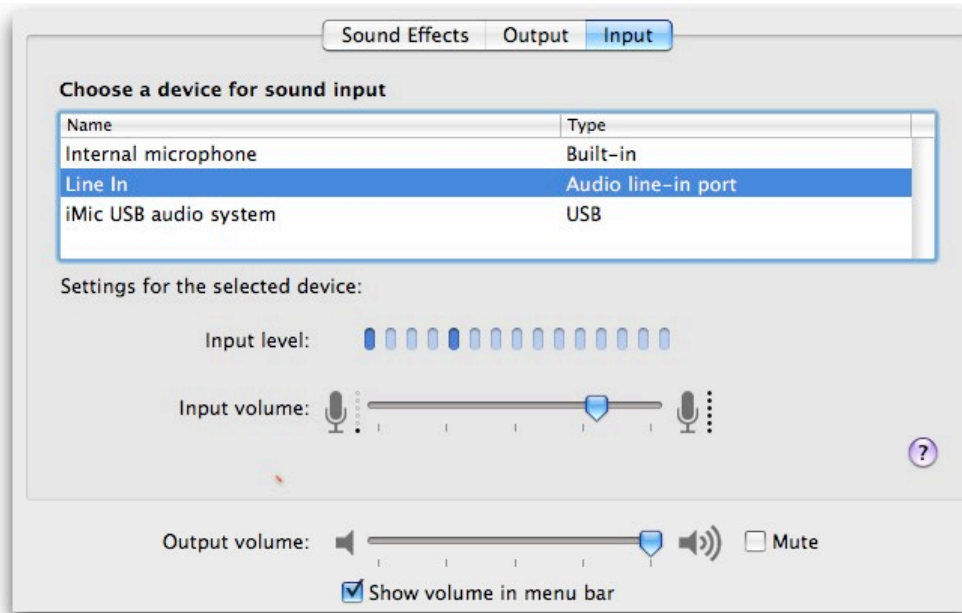 Sound Effects Output Input
Choose a device for sound input
Name Type
Internal microphone Built-in
Line In Audio line-in port
iMic USB audio system USB
Settings for the selected device:
Input level:
Input volume:
?
Output volume: Mute
Show volume in menu bar